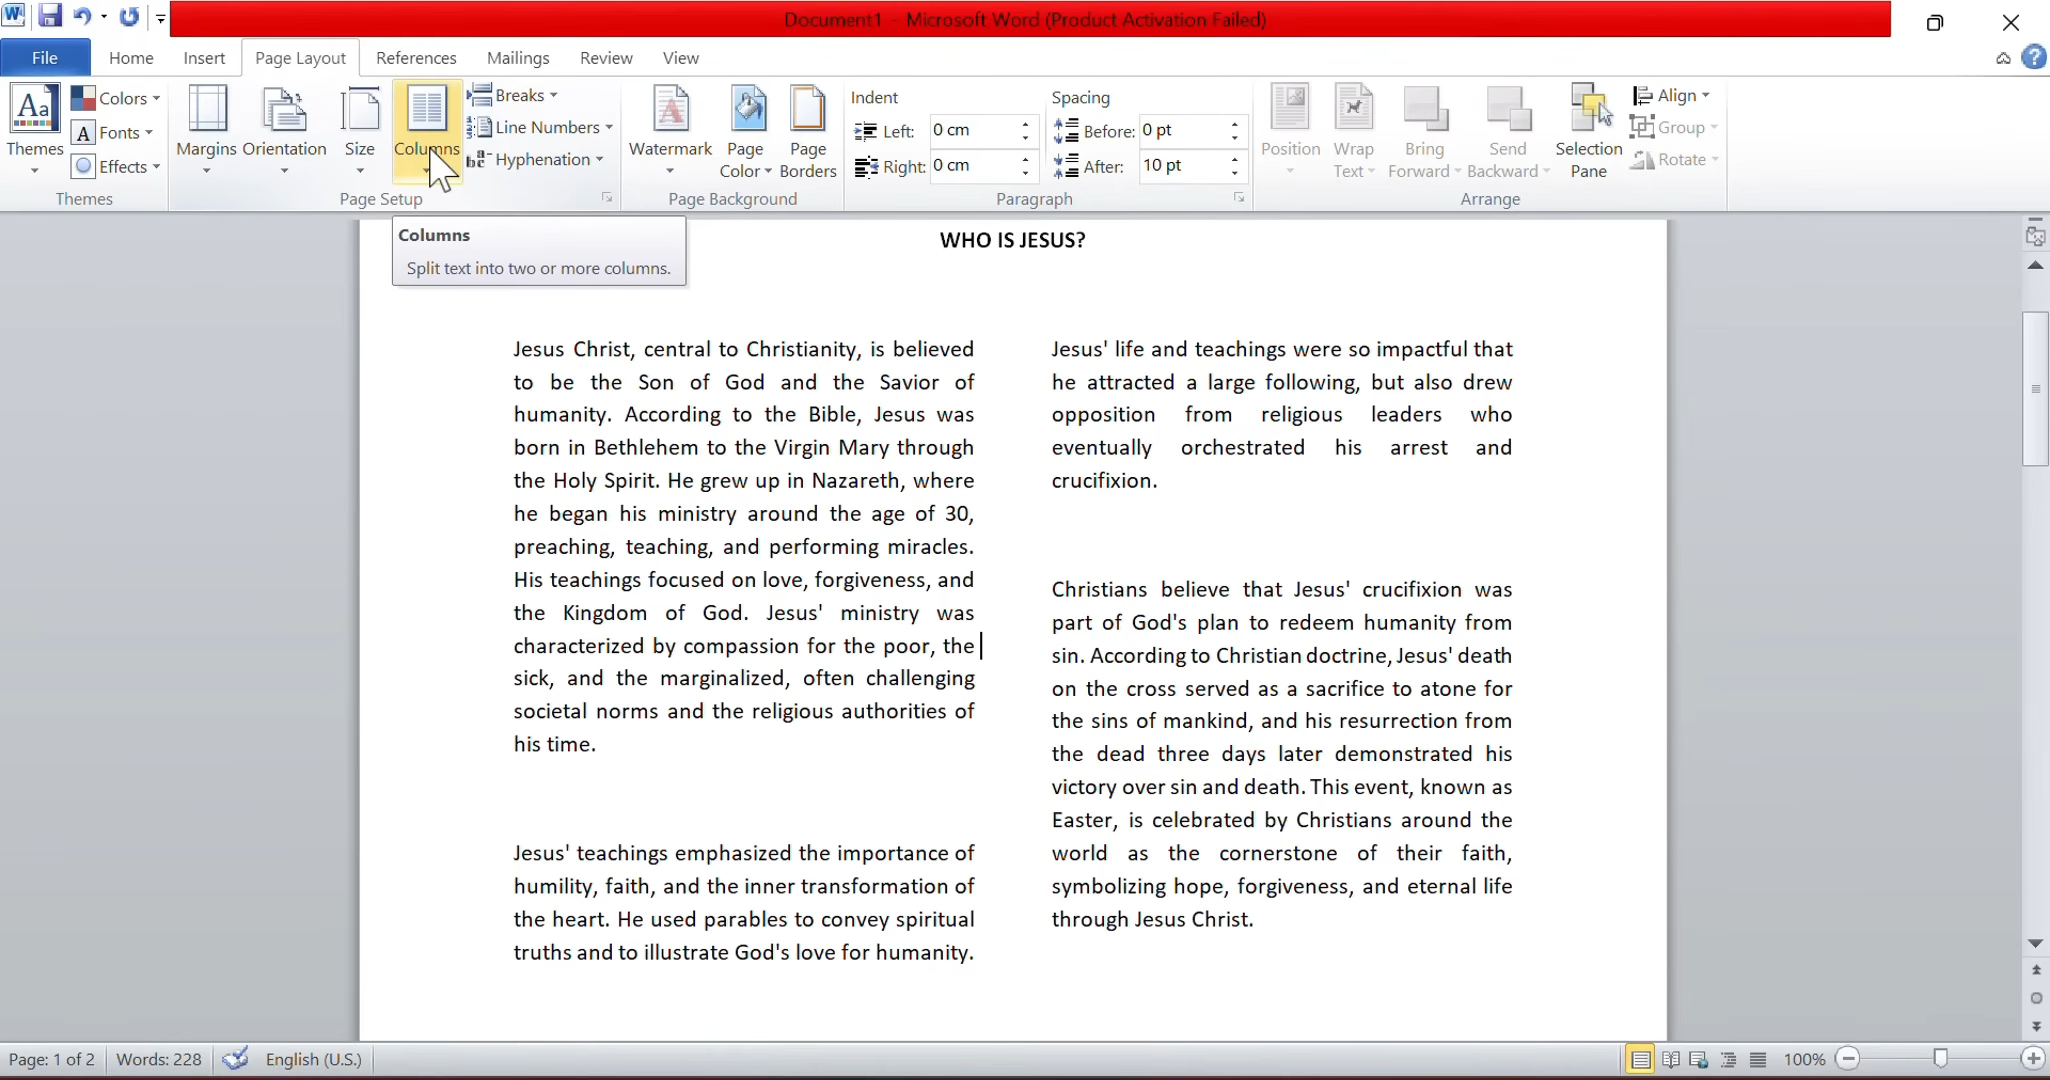 Document1 - Microsoft Word (Product Activation Failed)
File Home Insert Page Layout References Mailings Review View
Aa
Themes
Colors
Fonts
Effects
Themes
Margins
Orientation
Size
Columns
Breaks
Line Numbers
Hyphenation
Page Setup
Watermark
Page
Color
Page
Borders
Page Background
Indent
Left: 0 cm
Right: 0 cm
Spacing
Before: 0 pt
After: 10 pt
Paragraph
Position
Wrap
Text
Bring
Forward
Send
Backward
Selection
Pane
Align
Group
Rotate
Arrange
Columns
Split text into two or more columns.
WHO IS JESUS?
Jesus Christ, central to Christianity, is believed
to be the Son of God and the Savior of
humanity. According to the Bible, Jesus was
born in Bethlehem to the Virgin Mary through
the Holy Spirit. He grew up in Nazareth, where
he began his ministry around the age of 30,
preaching, teaching, and performing miracles.
His teachings focused on love, forgiveness, and
the Kingdom of God. Jesus' ministry was
characterized by compassion for the poor, the
sick, and the marginalized, often challenging
societal norms and the religious authorities of
his time.
Jesus' teachings emphasized the importance of
humility, faith, and the inner transformation of
the heart. He used parables to convey spiritual
truths and to illustrate God's love for humanity.
Jesus' life and teachings were so impactful that
he attracted a large following, but also drew
opposition from religious leaders who
eventually orchestrated his arrest and
crucifixion.
Christians believe that Jesus' crucifixion was
part of God's plan to redeem humanity from
sin. According to Christian doctrine, Jesus' death
on the cross served as a sacrifice to atone for
the sins of mankind, and his resurrection from
the dead three days later demonstrated his
victory over sin and death. This event, known as
Easter, is celebrated by Christians around the
world as the cornerstone of their faith,
symbolizing hope, forgiveness, and eternal life
through Jesus Christ.
Page: 1 of 2 Words: 228 English (U.S.) 100%